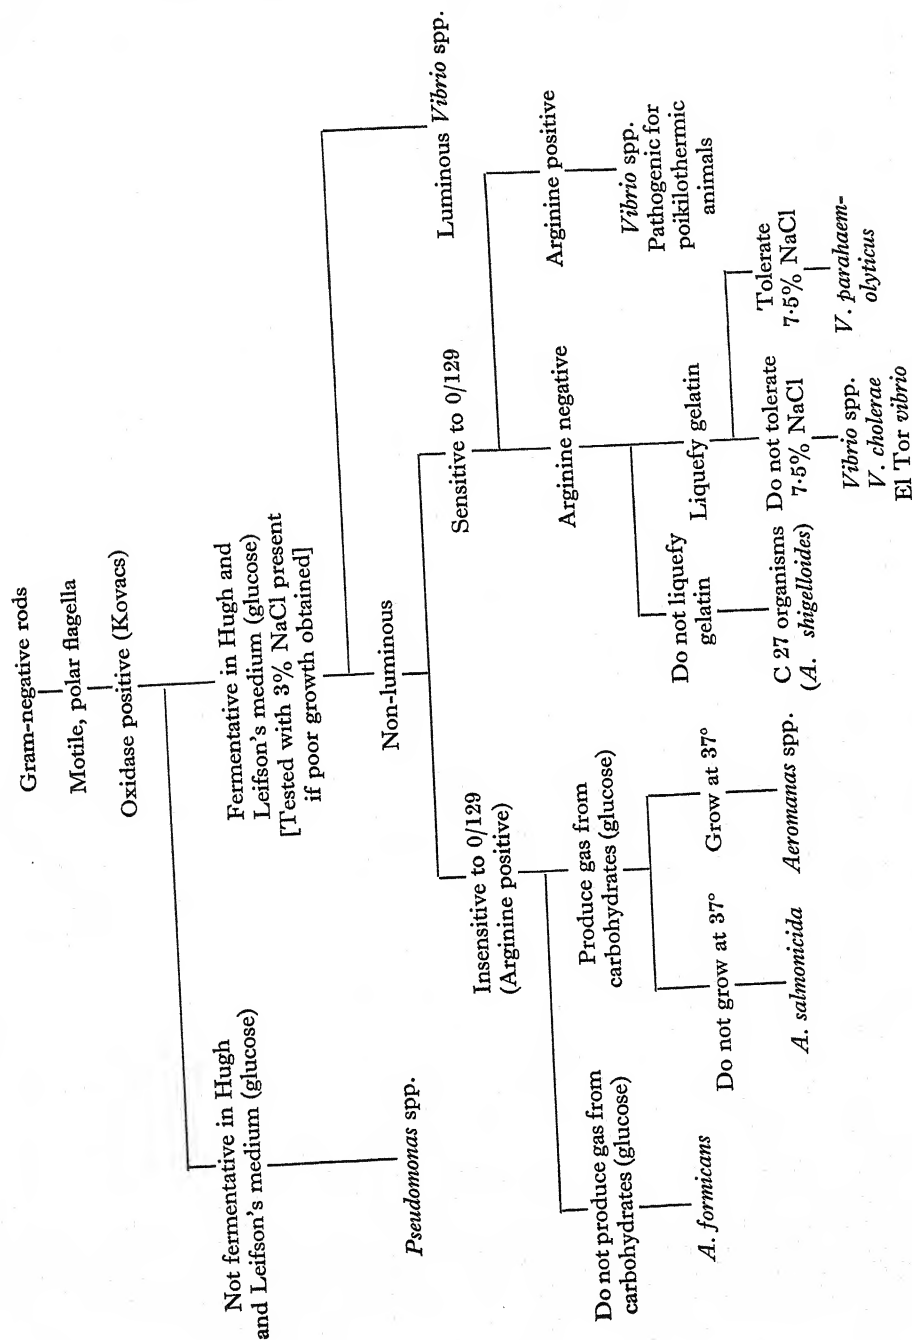 Gram-negative rods
Motile, polar flagella
Oxidase positive (Kovacs)
Not fermentative in Hugh
and Leifson's medium (glucose)
Fermentative in Hugh and
Leifson's medium (glucose)
[Tested with 3% NaCl present
if poor growth obtained]
Pseudomonas spp.
Non-luminous
Luminous Vibrio spp.
Insensitive to 0/129
(Arginine positive)
Sensitive to 0/129
Do not produce gas from
carbohydrates (glucose)
Produce gas from
carbohydrates (glucose)
Arginine negative
Arginine positive
A. formicans
Do not grow at 37°
Grow at 37°
Do not liquefy
gelatin
Liquefy gelatin
Vibrio spp.
Pathogenic for
poikilothermic
animals
A. salmonicida
Aeromanas spp.
C 27 organisms
(A. shigelloides)
Do not tolerate
7·5% NaCl
Tolerate
7·5% NaCl
Vibrio spp.
V. cholerae
El Tor vibrio
V. parahaem-
olyticus